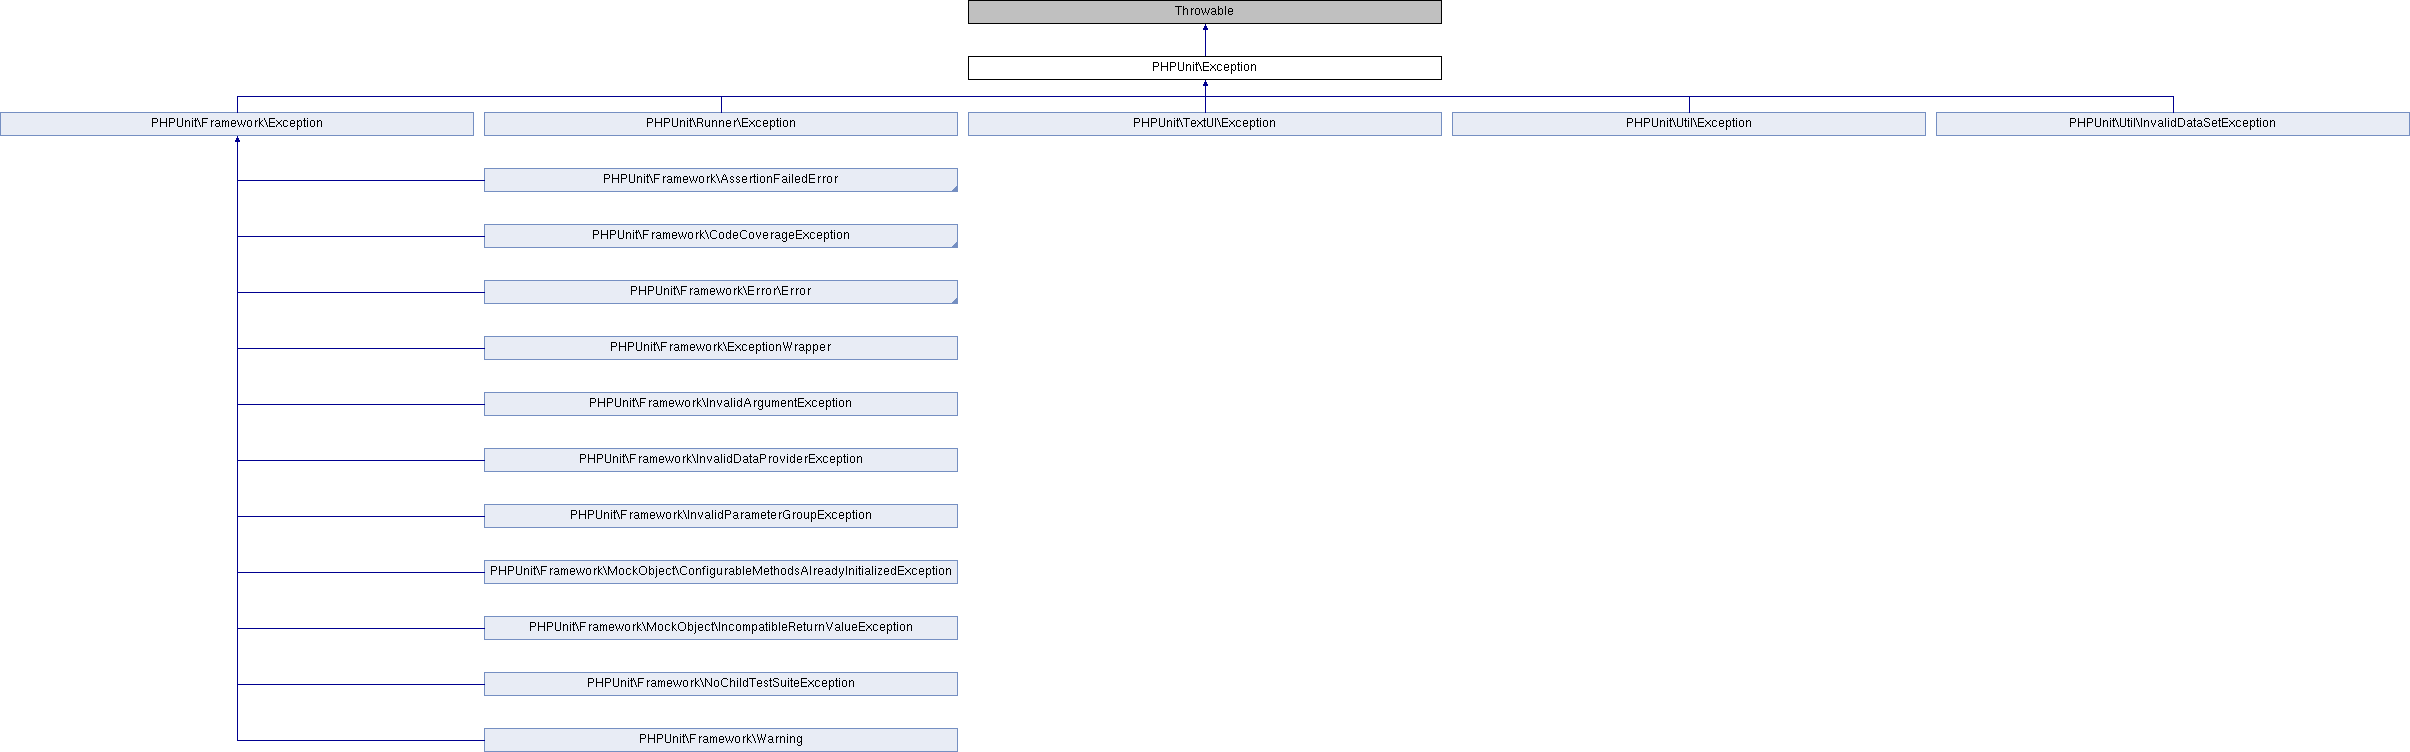 Throwable
PHPUnit\Exception
PHPUnit\Framework\Exception
PHPUnit\Runner\Exception
PHPUnit\TextUI\Exception
PHPUnit\Util\Exception
PHPUnit\Util\InvalidDataSetException
PHPUnit\Framework\AssertionFailedError
PHPUnit\Framework\CodeCoverageException
PHPUnit\Framework\Error\Error
PHPUnit\Framework\ExceptionWrapper
PHPUnit\Framework\InvalidArgumentException
PHPUnit\Framework\InvalidDataProviderException
PHPUnit\Framework\InvalidParameterGroupException
PHPUnit\Framework\MockObject\ConfigurableMethodsAlreadyInitializedException
PHPUnit\Framework\MockObject\IncompatibleReturnValueException
PHPUnit\Framework\NoChildTestSuiteException
PHPUnit\Framework\Warning